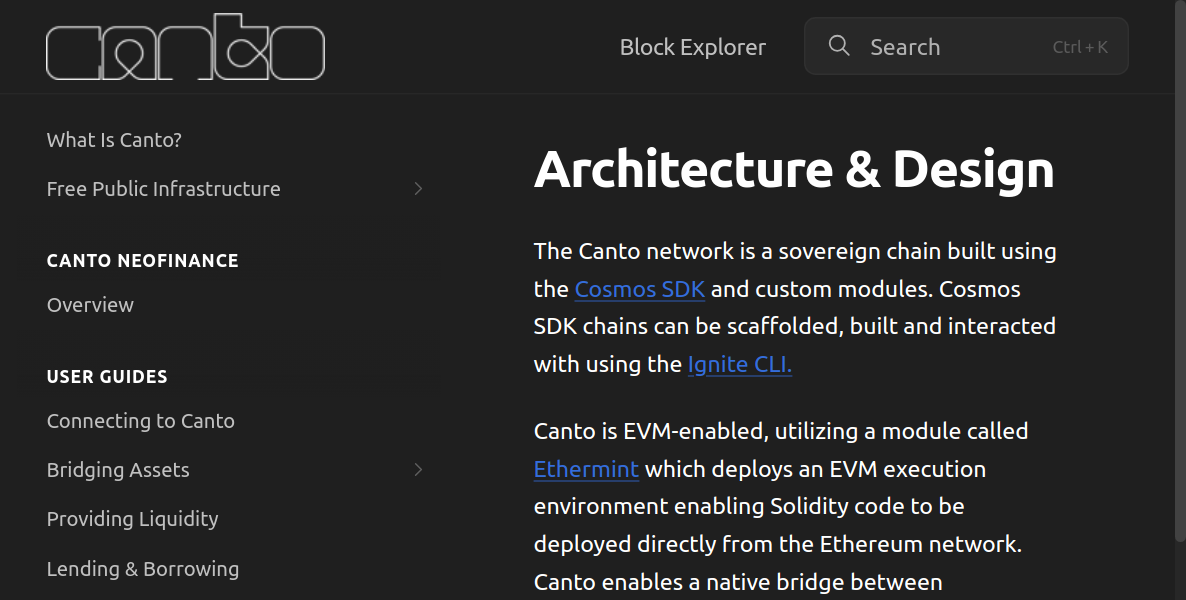 canto
Block Explorer
Search
Ctrl + K
What Is Canto?
Free Public Infrastructure
CANTO NEOFINANCE
Overview
USER GUIDES
Connecting to Canto
Bridging Assets
Providing Liquidity
Lending & Borrowing
Architecture & Design
The Canto network is a sovereign chain built using
the Cosmos SDK and custom modules. Cosmos
SDK chains can be scaffolded, built and interacted
with using the Ignite CLI.
Canto is EVM-enabled, utilizing a module called
Ethermint which deploys an EVM execution
environment enabling Solidity code to be
deployed directly from the Ethereum network.
Canto enables a native bridge between